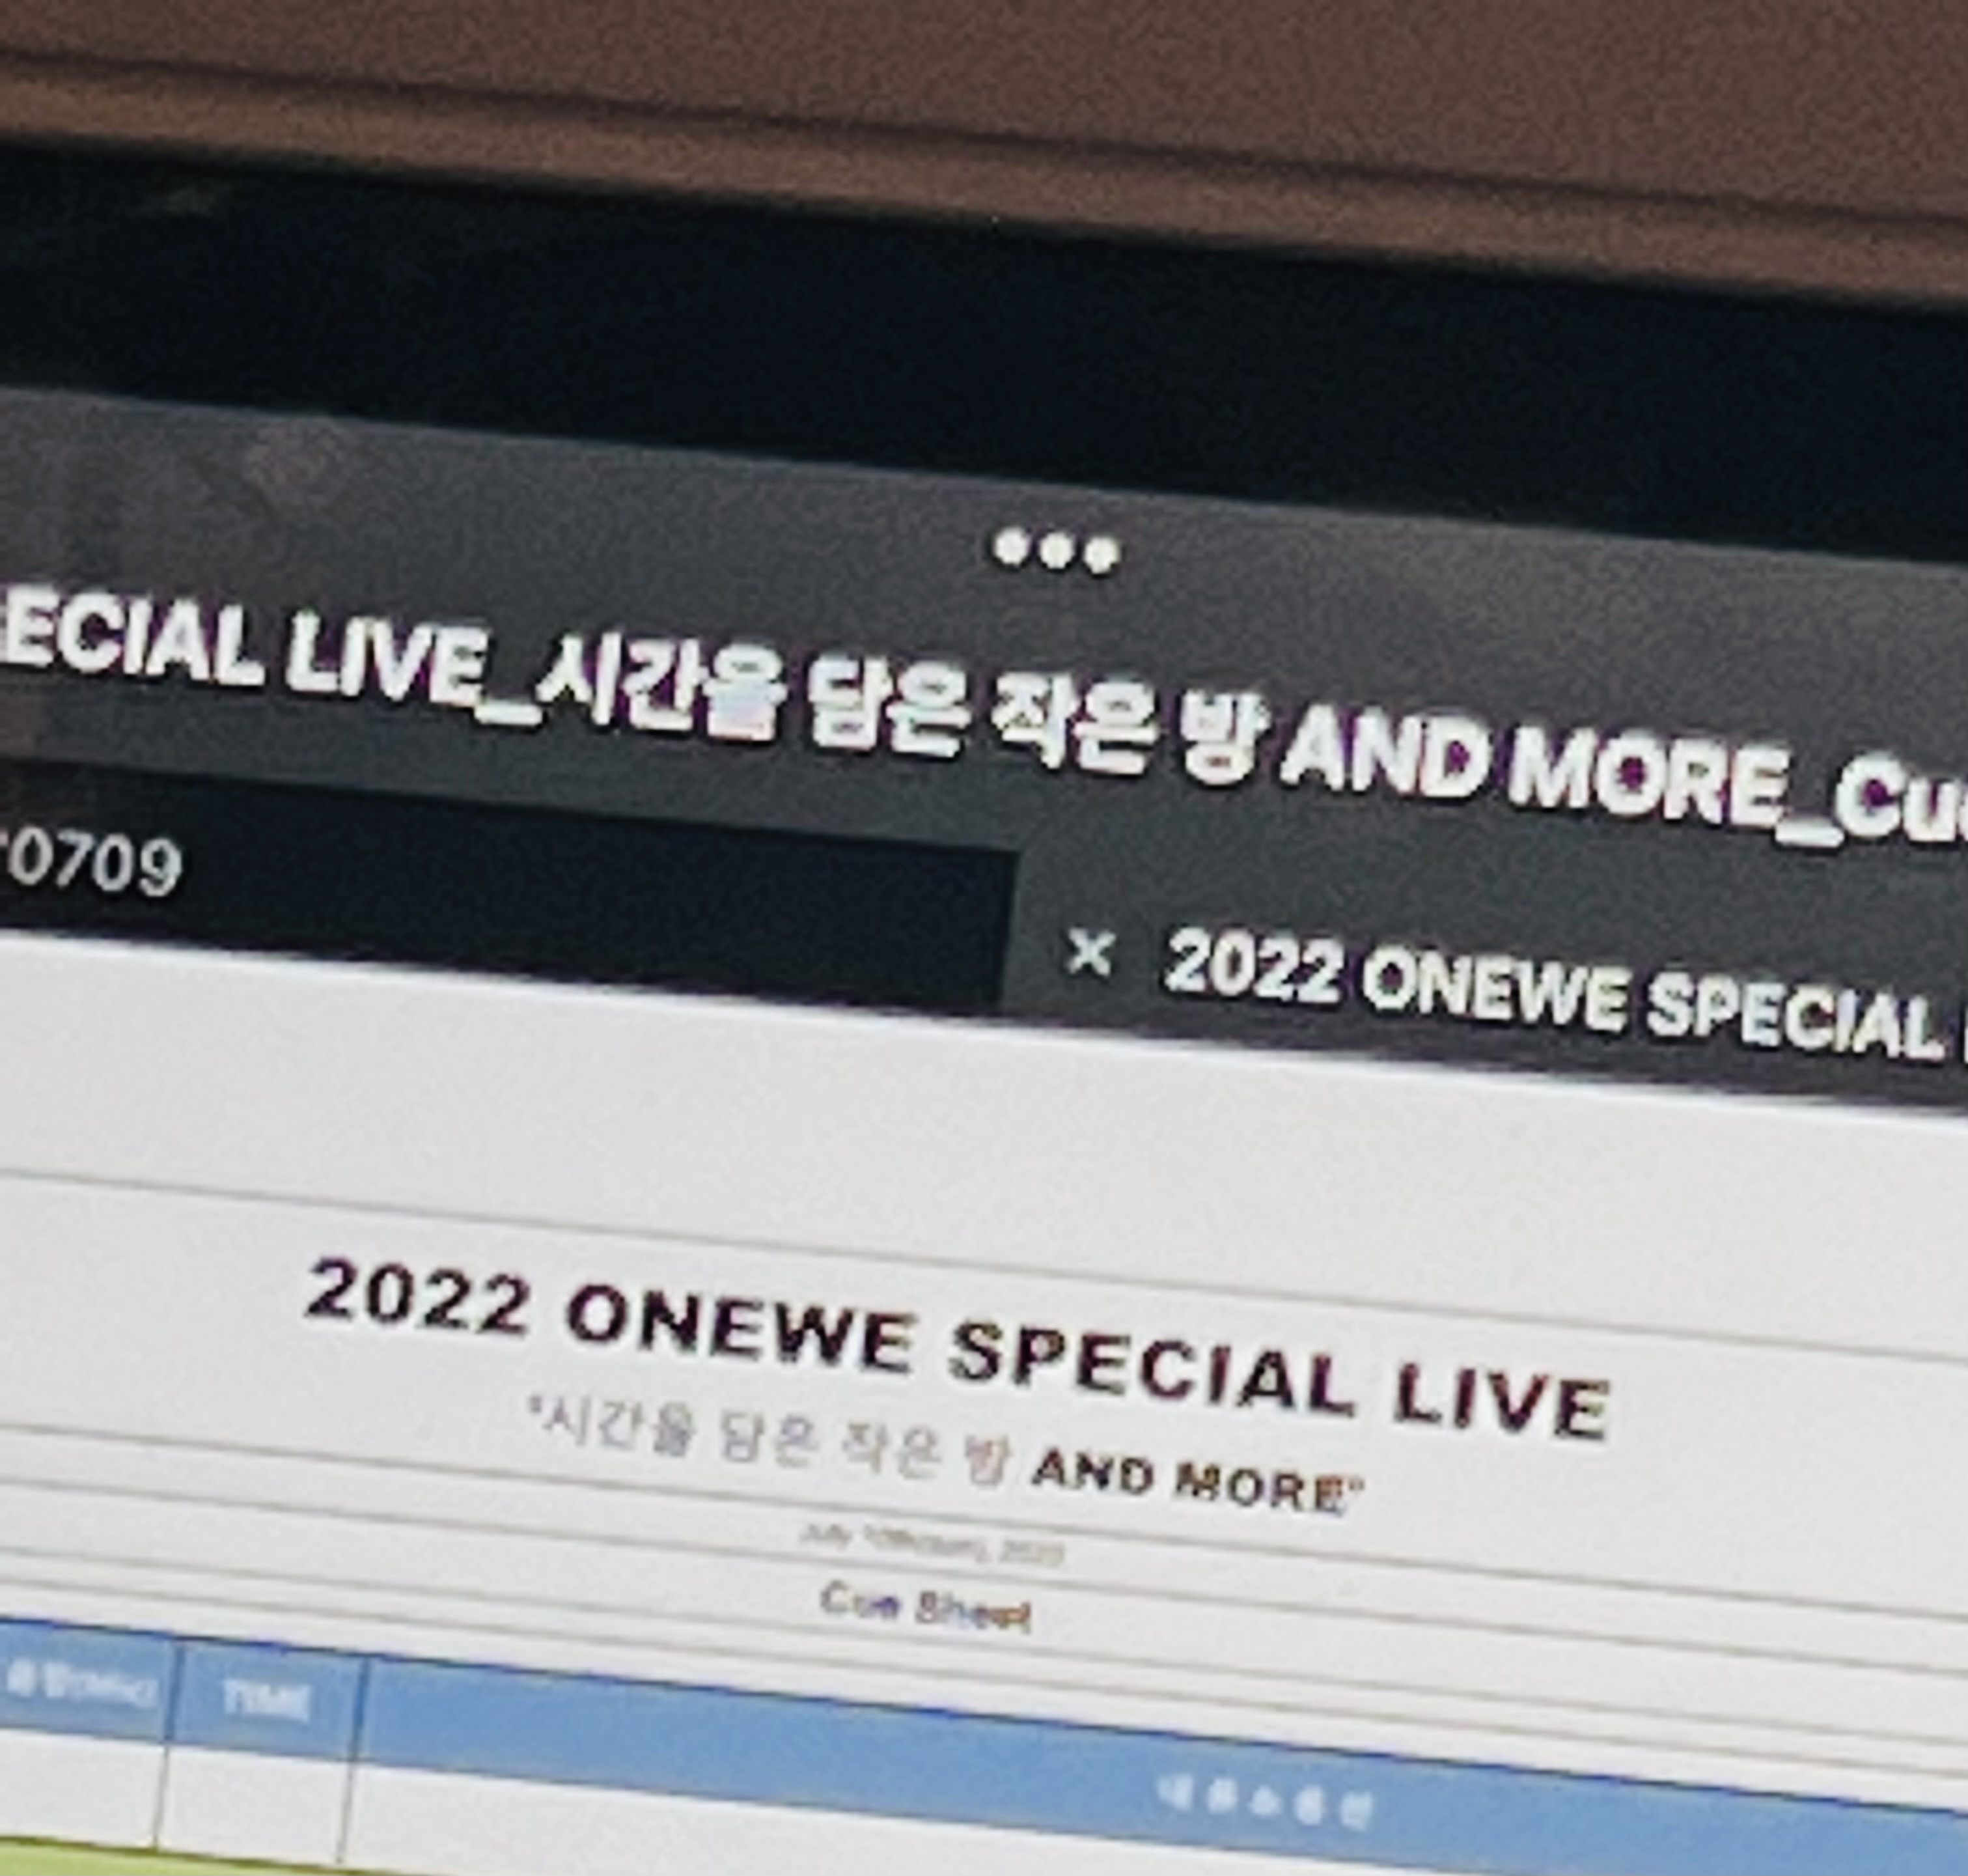 ECIAL LIVE_시간을 담은 작은 방 AND MORE_Cu
0709
× 2022 ONEWE SPECIAL
2022 ONEWE SPECIAL LIVE
"시간을 담은 작은 방 AND MORE"
July
Cue Sheet
TIME